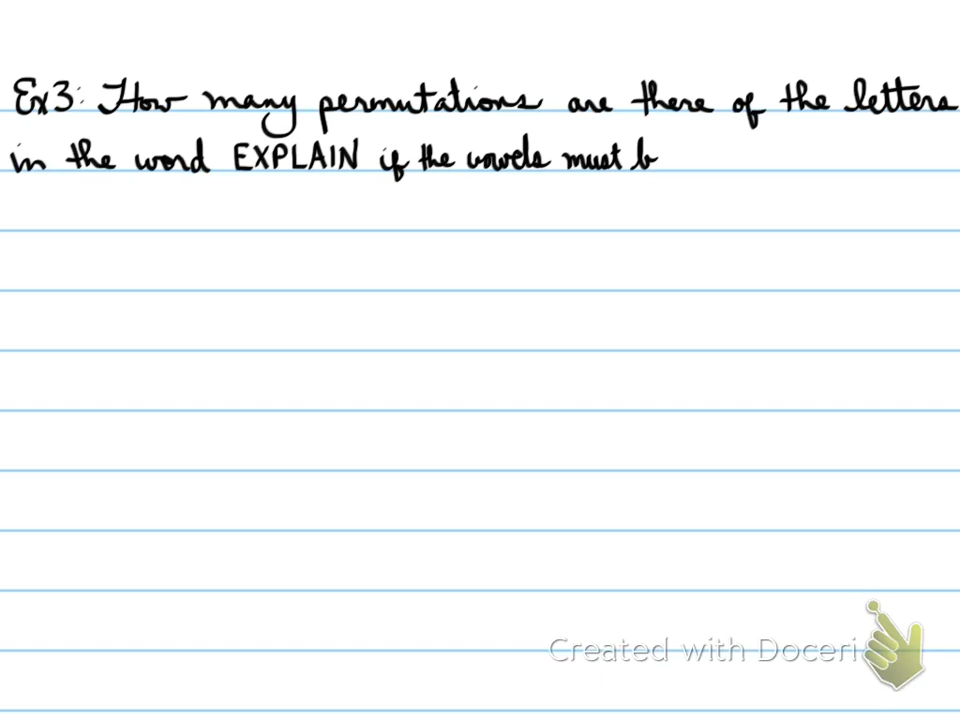 Ex3: How many permutations are there of the letters
in the word EXPLAIN if the vowels must b
Created with Doceri